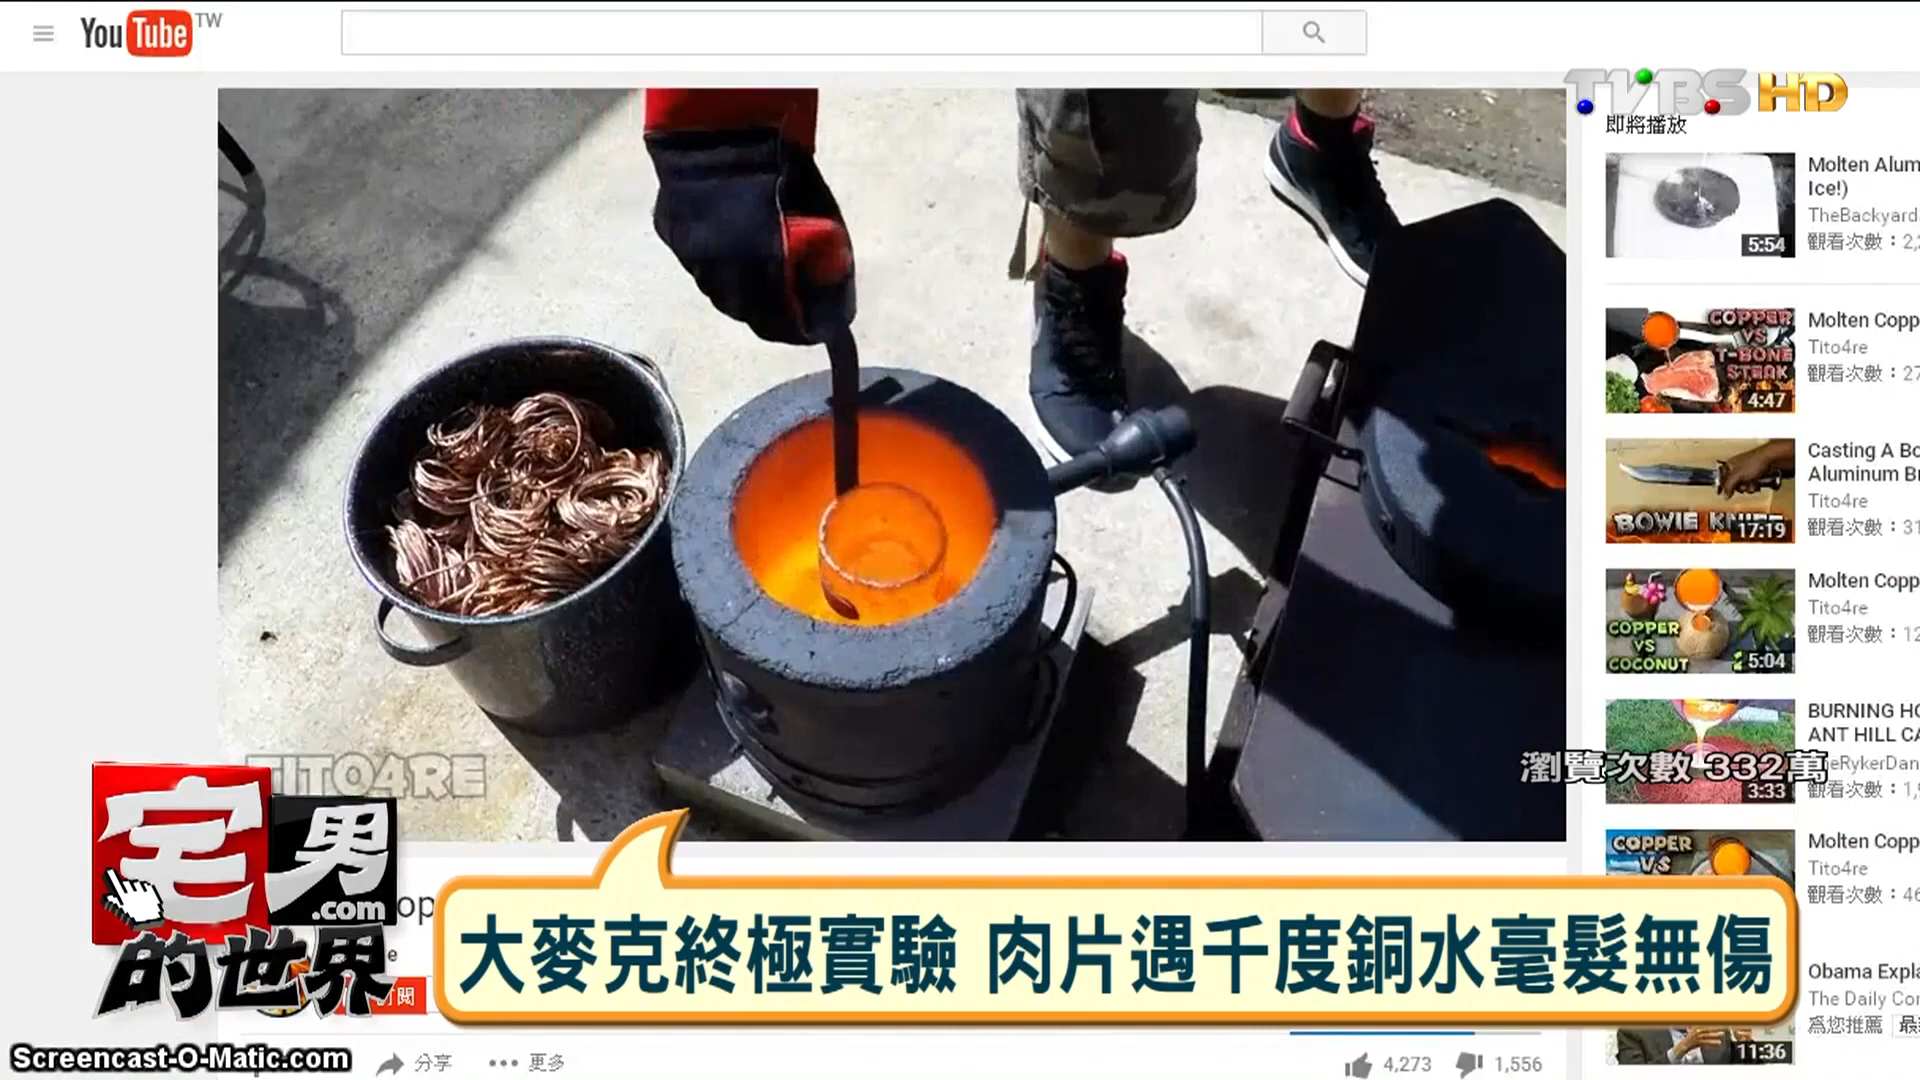 YouTube TW
TVBS HD
即將播放
Molten Alum
Ice!)
TheBackyard
觀看次數：2,
5:54
COPPER
VS
T-BONE
STEAK
4:47
Molten Copp
Tito4re
觀看次數：27
BOWIE KNIFE
17:19
Casting A Bo
Aluminum Br
Tito4re
觀看次數：31
COPPER
VS
COCONUT
5:04
Molten Copp
Tito4re
觀看次數：12
BURNING HO
ANT HILL CA
eRykerDan
觀看次數：1,
3:33
瀏覽次數 332萬
COPPER
VS
Molten Copp
Tito4re
觀看次數：46
Obama Expla
The Daily Co
為您推薦
11:36
TITO4RE
宅男
.com
的世界
op
e
訂閱
大麥克終極實驗 肉片遇千度銅水毫髮無傷
Screencast-O-Matic.com
分享
更多
4,273
1,556